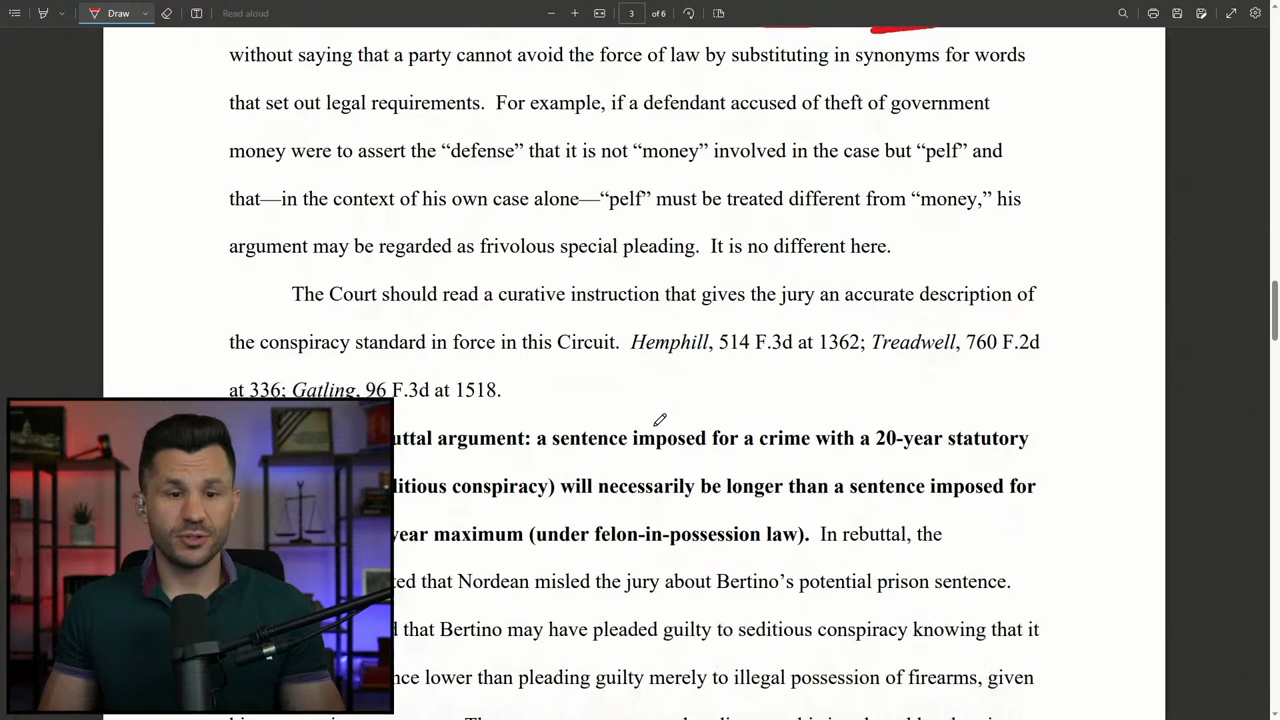 Draw
Read aloud
3 of 6
without saying that a party cannot avoid the force of law by substituting in synonyms for words
that set out legal requirements.  For example, if a defendant accused of theft of government
money were to assert the “defense” that it is not “money” involved in the case but “pelf” and
that—in the context of his own case alone—“pelf” must be treated different from “money,” his
argument may be regarded as frivolous special pleading.  It is no different here.
The Court should read a curative instruction that gives the jury an accurate description of
the conspiracy standard in force in this Circuit.  Hemphill, 514 F.3d at 1362; Treadwell, 760 F.2d
at 336; Gatling, 96 F.3d at 1518.
uttal argument: a sentence imposed for a crime with a 20-year statutory
ditious conspiracy) will necessarily be longer than a sentence imposed for
year maximum (under felon-in-possession law).  In rebuttal, the
ted that Nordean misled the jury about Bertino’s potential prison sentence.
d that Bertino may have pleaded guilty to seditious conspiracy knowing that it
nce lower than pleading guilty merely to illegal possession of firearms, given